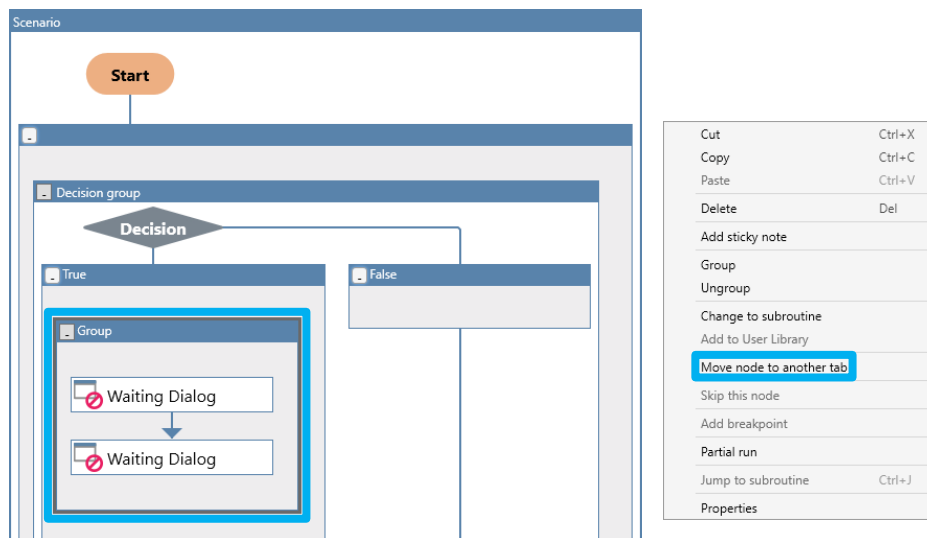 Scenario
Start
-
- Decision group
Decision
- True
- False
- Group
Waiting Dialog
Waiting Dialog
Cut Ctrl+X
Copy Ctrl+C
Paste Ctrl+V
Delete Del
Add sticky note
Group
Ungroup
Change to subroutine
Add to User Library
Move node to another tab
Skip this node
Add breakpoint
Partial run
Jump to subroutine Ctrl+J
Properties